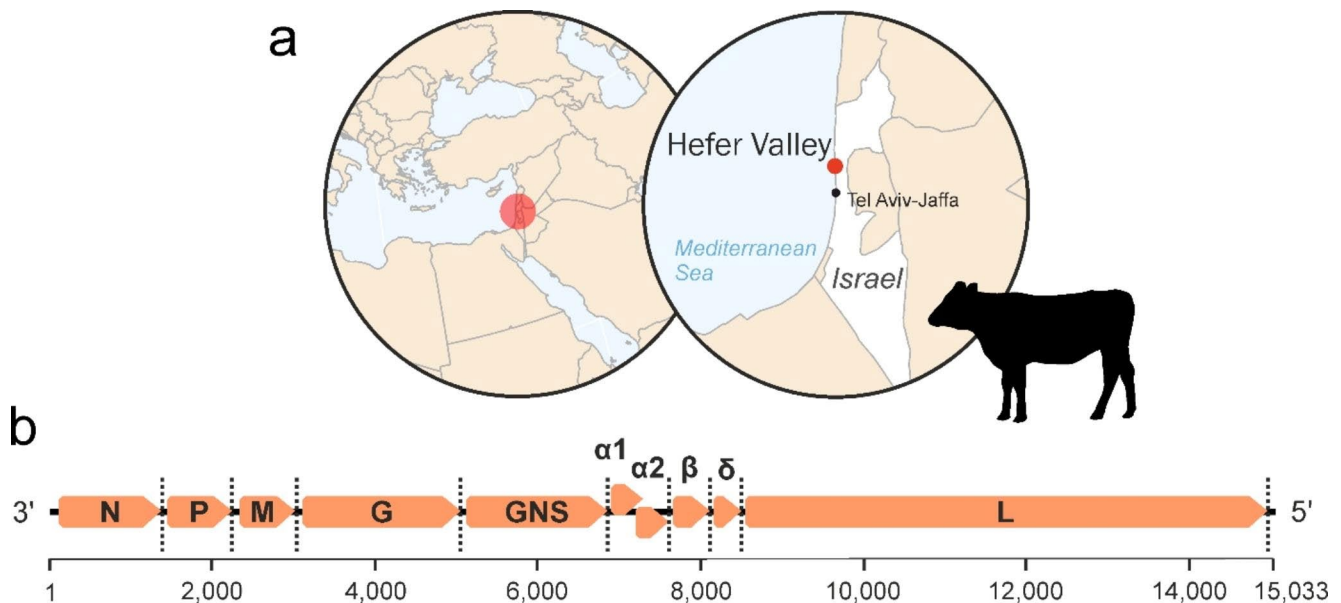 a
Hefer Valley
Tel Aviv-Jaffa
Mediterranean
Sea
Israel
b
α1
α2 β δ
3' N P M G GNS L 5'
1 2,000 4,000 6,000 8,000 10,000 12,000 14,000 15,033